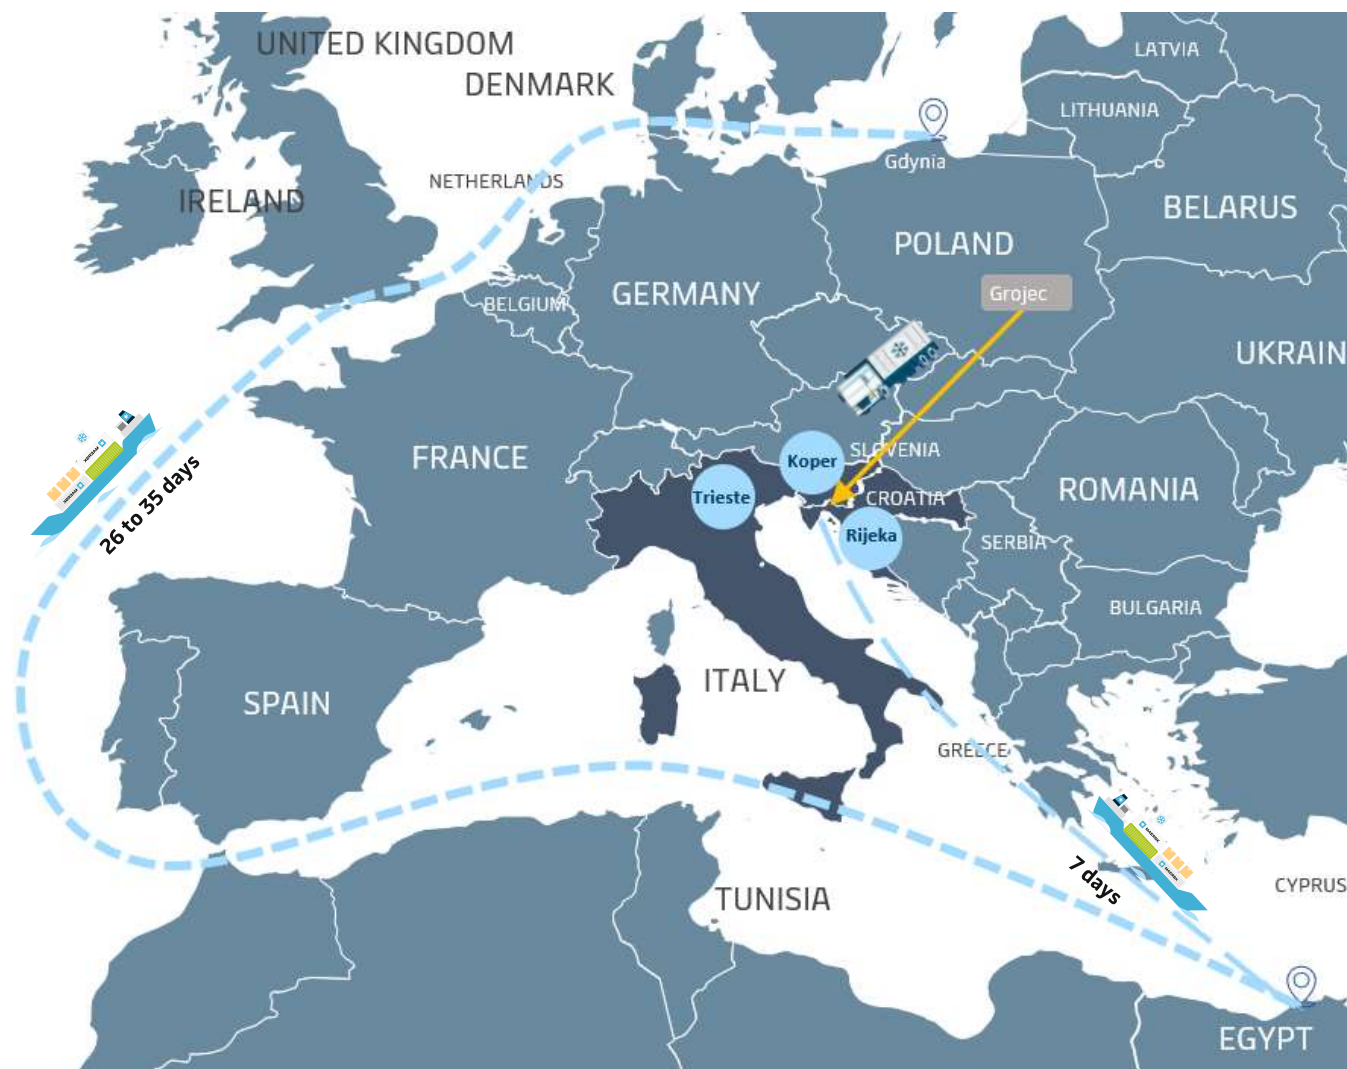 UNITED KINGDOM
DENMARK
LATVIA
LITHUANIA
Gdynia
NETHERLANDS
IRELAND
BELARUS
POLAND
GERMANY
Grojec
BELGIUM
UKRAIN
FRANCE
Koper
SLOVENIA
Trieste
CROATIA
ROMANIA
26 to 35 days
Rijeka
SERBIA
BULGARIA
ITALY
SPAIN
GREECE
7 days
TUNISIA
CYPRUS
EGYPT